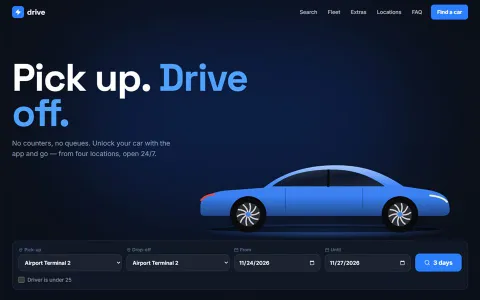 drive
Search Fleet Extras Locations FAQ Find a car
Pick up. Drive
off.
No counters, no queues. Unlock your car with the
app and go — from four locations, open 24/7.
Pick-up Drop-off From Until
Airport Terminal 2 Airport Terminal 2 11/24/2026 11/27/2026 3 days
Driver is under 25